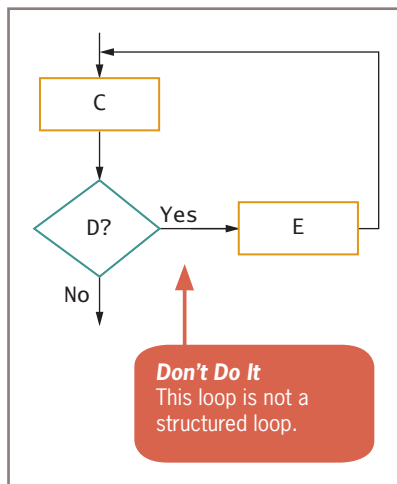 C
D?
Yes
E
No
Don't Do It
This loop is not a
structured loop.